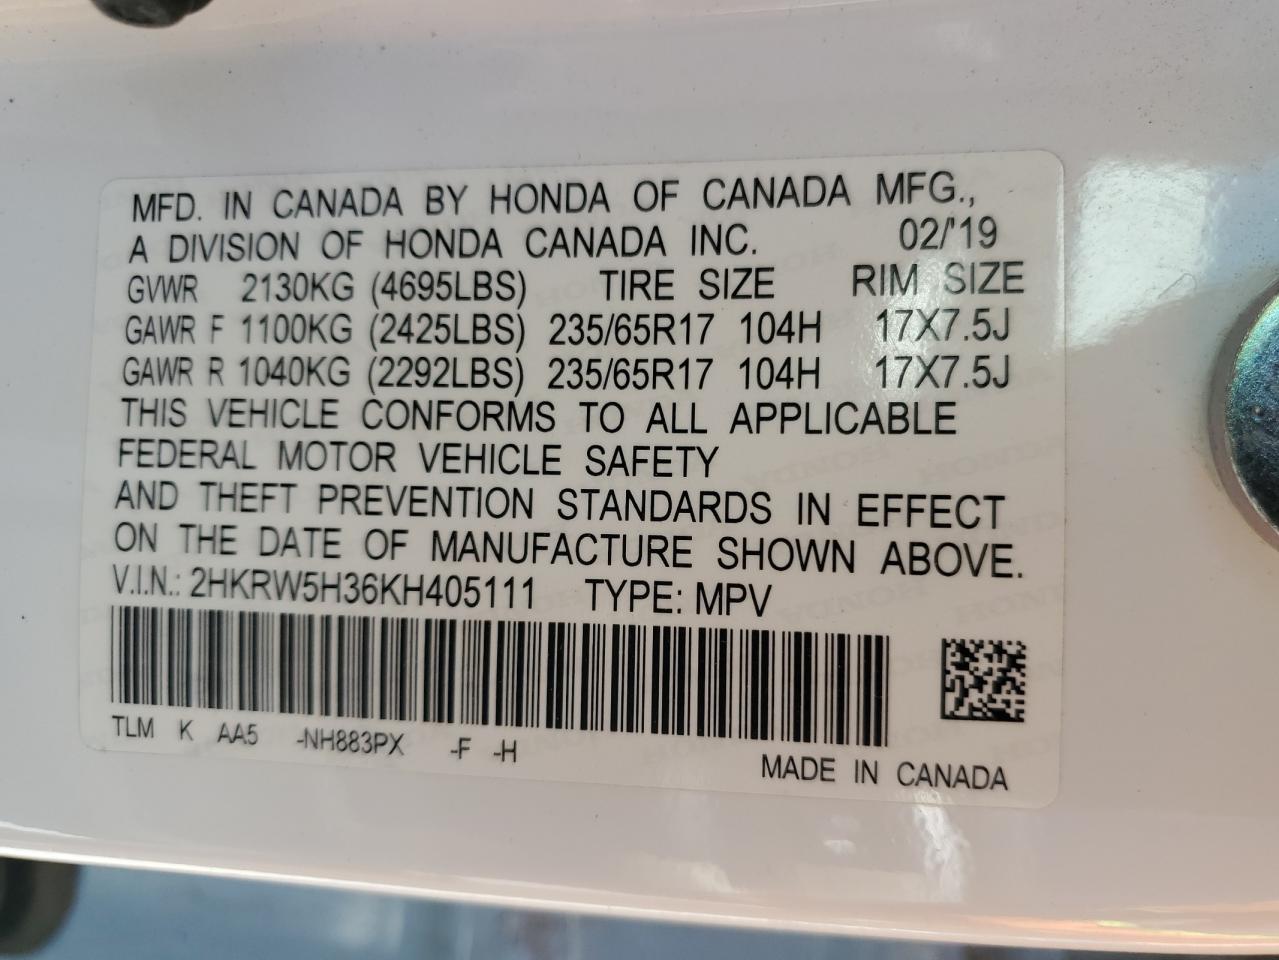 MFD. IN CANADA BY HONDA OF CANADA MFG.,
A DIVISION OF HONDA CANADA INC. 02/'19
GVWR 2130KG (4695LBS) TIRE SIZE RIM SIZE
GAWR F 1100KG (2425LBS) 235/65R17 104H 17X7.5J
GAWR R 1040KG (2292LBS) 235/65R17 104H 17X7.5J
THIS VEHICLE CONFORMS TO ALL APPLICABLE
FEDERAL MOTOR VEHICLE SAFETY
AND THEFT PREVENTION STANDARDS IN EFFECT
ON THE DATE OF MANUFACTURE SHOWN ABOVE.
V.I.N.: 2HKRW5H36KH405111 TYPE: MPV
TLM K AA5 -NH883PX -F -H
MADE IN CANADA